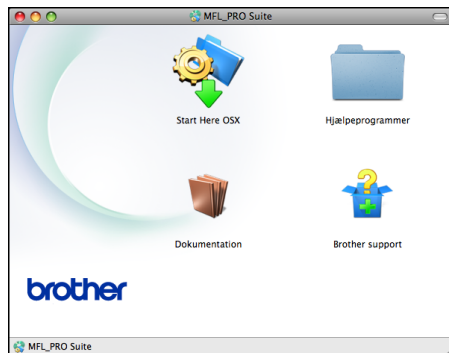 MFL_PRO Suite
Start Here OSX
Hjælpeprogrammer
Dokumentation
Brother support
brother
MFL_PRO Suite